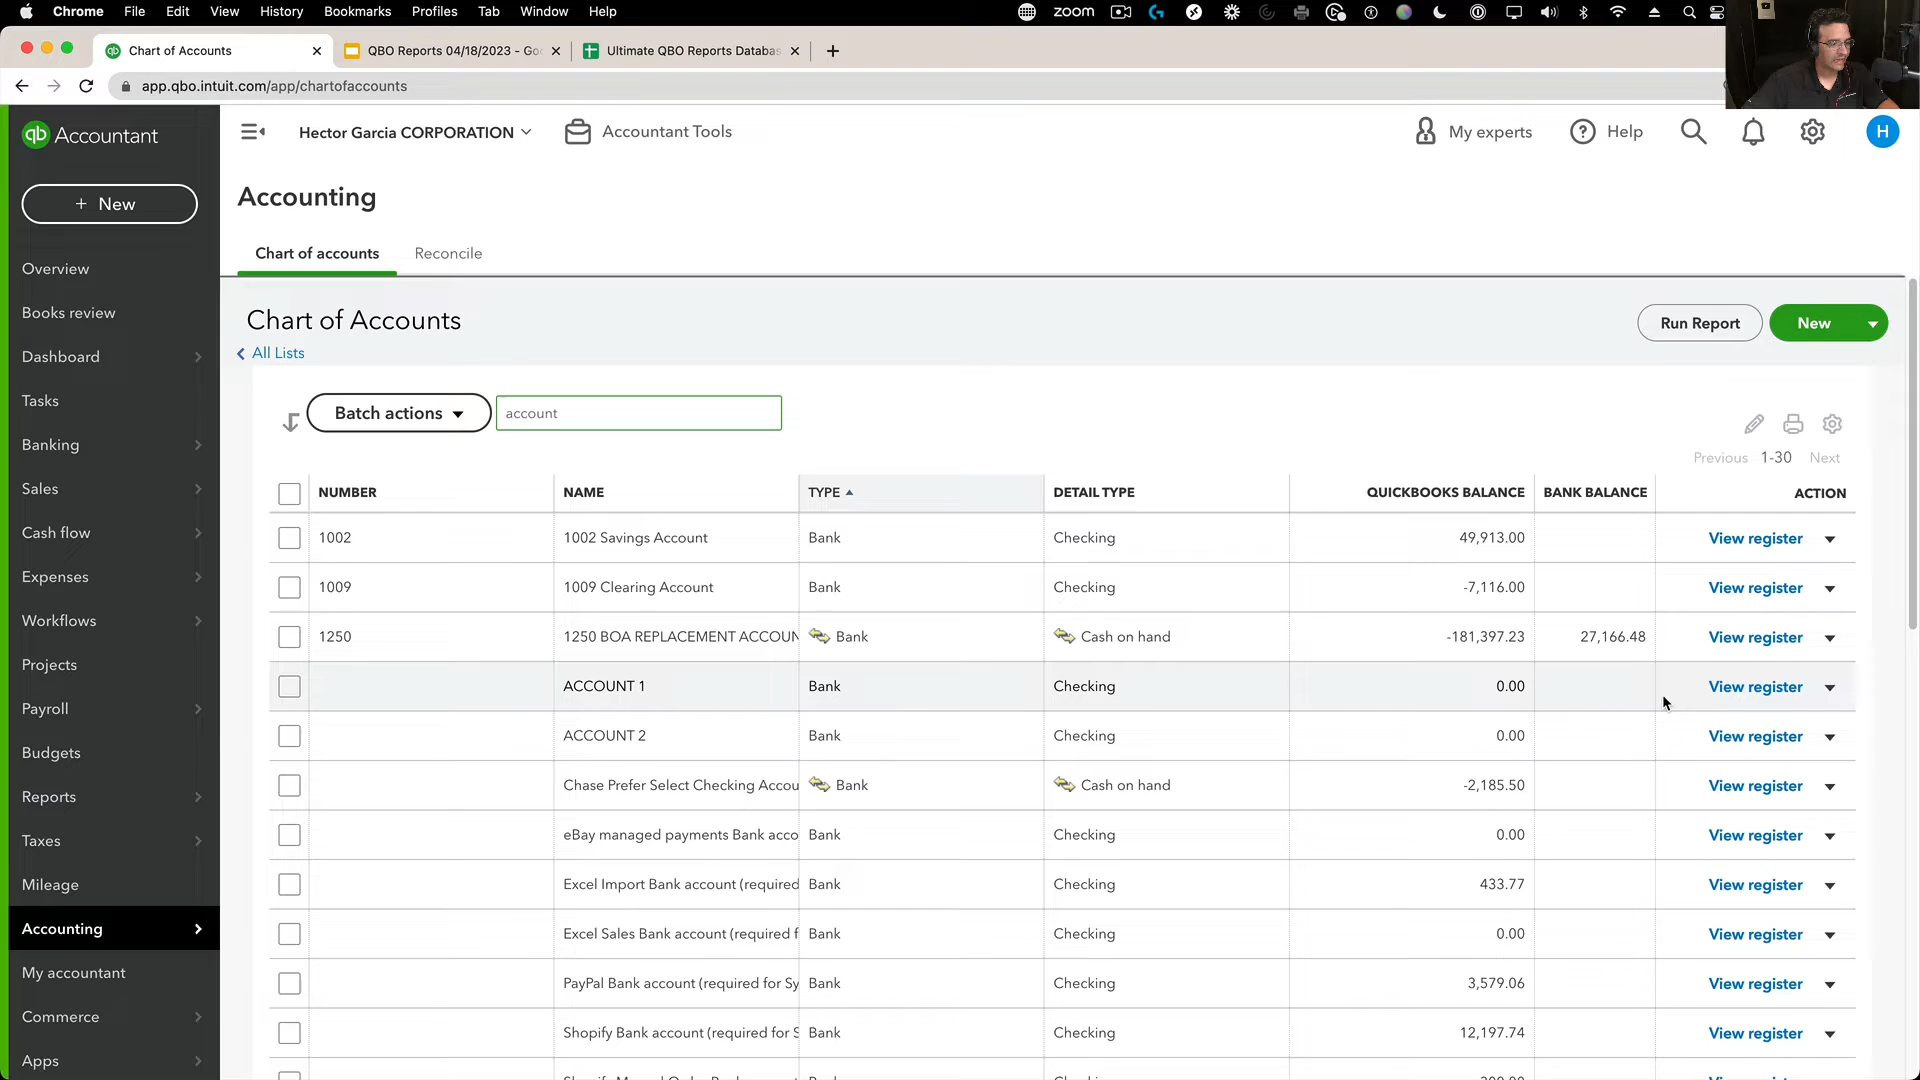 Chrome File Edit View History Bookmarks Profiles Tab Window Help zoom
Chart of Accounts QBO Reports 04/18/2023 - Goo Ultimate QBO Reports Databas
app.qbo.intuit.com/app/chartofaccounts
qb Accountant Hector Garcia CORPORATION Accountant Tools My experts Help H
+ New
Accounting
Chart of accounts Reconcile
Overview
Books review
Dashboard
Tasks
Banking
Sales
Cash flow
Expenses
Workflows
Projects
Payroll
Budgets
Reports
Taxes
Mileage
Accounting
My accountant
Commerce
Apps
Chart of Accounts
All Lists
Run Report New
Batch actions account
Previous 1-30 Next
NUMBER NAME TYPE DETAIL TYPE QUICKBOOKS BALANCE BANK BALANCE ACTION
1002 1002 Savings Account Bank Checking 49,913.00 View register
1009 1009 Clearing Account Bank Checking -7,116.00 View register
1250 1250 BOA REPLACEMENT ACCOUN Bank Cash on hand -181,397.23 27,166.48 View register
ACCOUNT 1 Bank Checking 0.00 View register
ACCOUNT 2 Bank Checking 0.00 View register
Chase Prefer Select Checking Accou Bank Cash on hand -2,185.50 View register
eBay managed payments Bank acco Bank Checking 0.00 View register
Excel Import Bank account (required Bank Checking 433.77 View register
Excel Sales Bank account (required f Bank Checking 0.00 View register
PayPal Bank account (required for Sy Bank Checking 3,579.06 View register
Shopify Bank account (required for S Bank Checking 12,197.74 View register